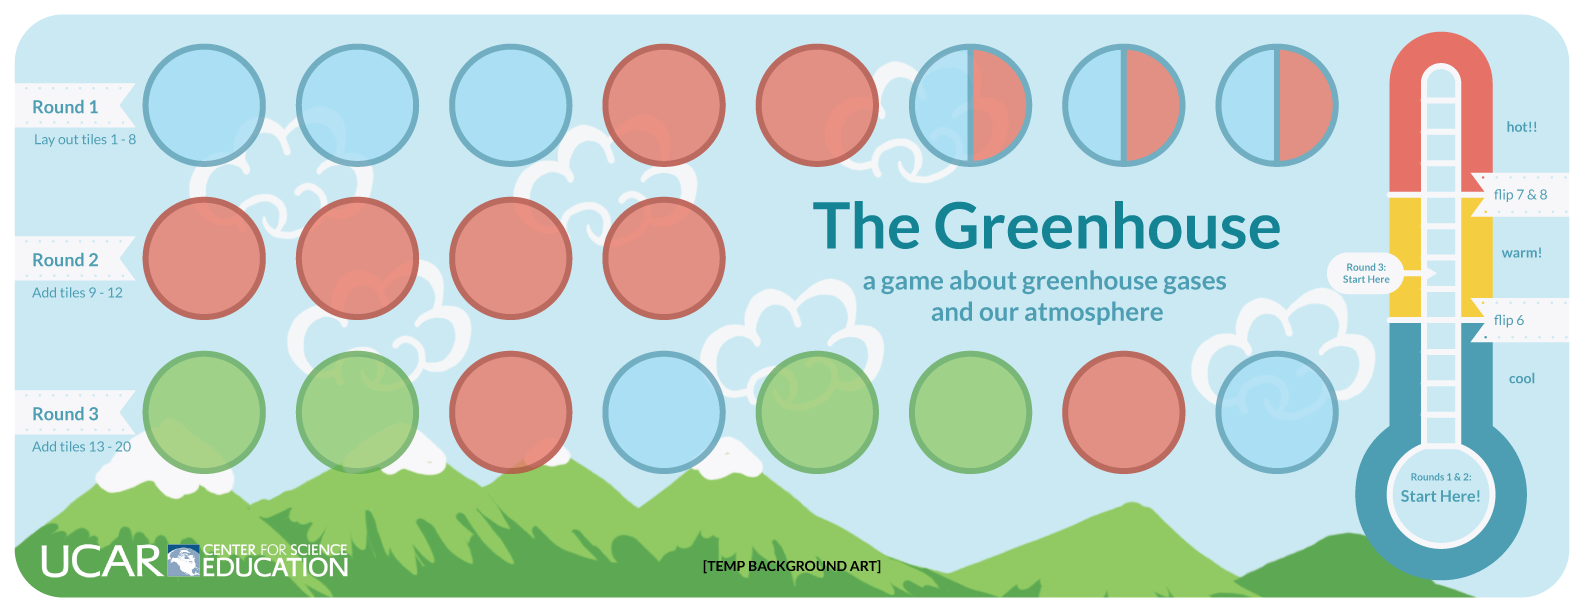 Round 1
Lay out tiles 1 - 8
Round 2
Add tiles 9 - 12
Round 3
Add tiles 13 - 20
The Greenhouse
a game about greenhouse gases
and our atmosphere
hot!!
flip 7 & 8
warm!
Round 3:
Start Here
flip 6
cool
Rounds 1 & 2:
Start Here!
UCAR
CENTER FOR SCIENCE
EDUCATION
[TEMP BACKGROUND ART]